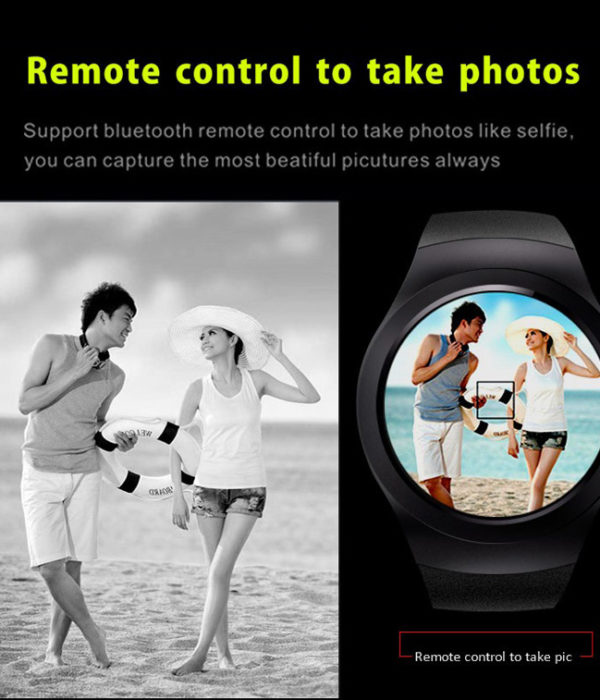 Remote control to take photos
Support bluetooth remote control to take photos like selfie,
you can capture the most beatiful picutures always
Remote control to take pic